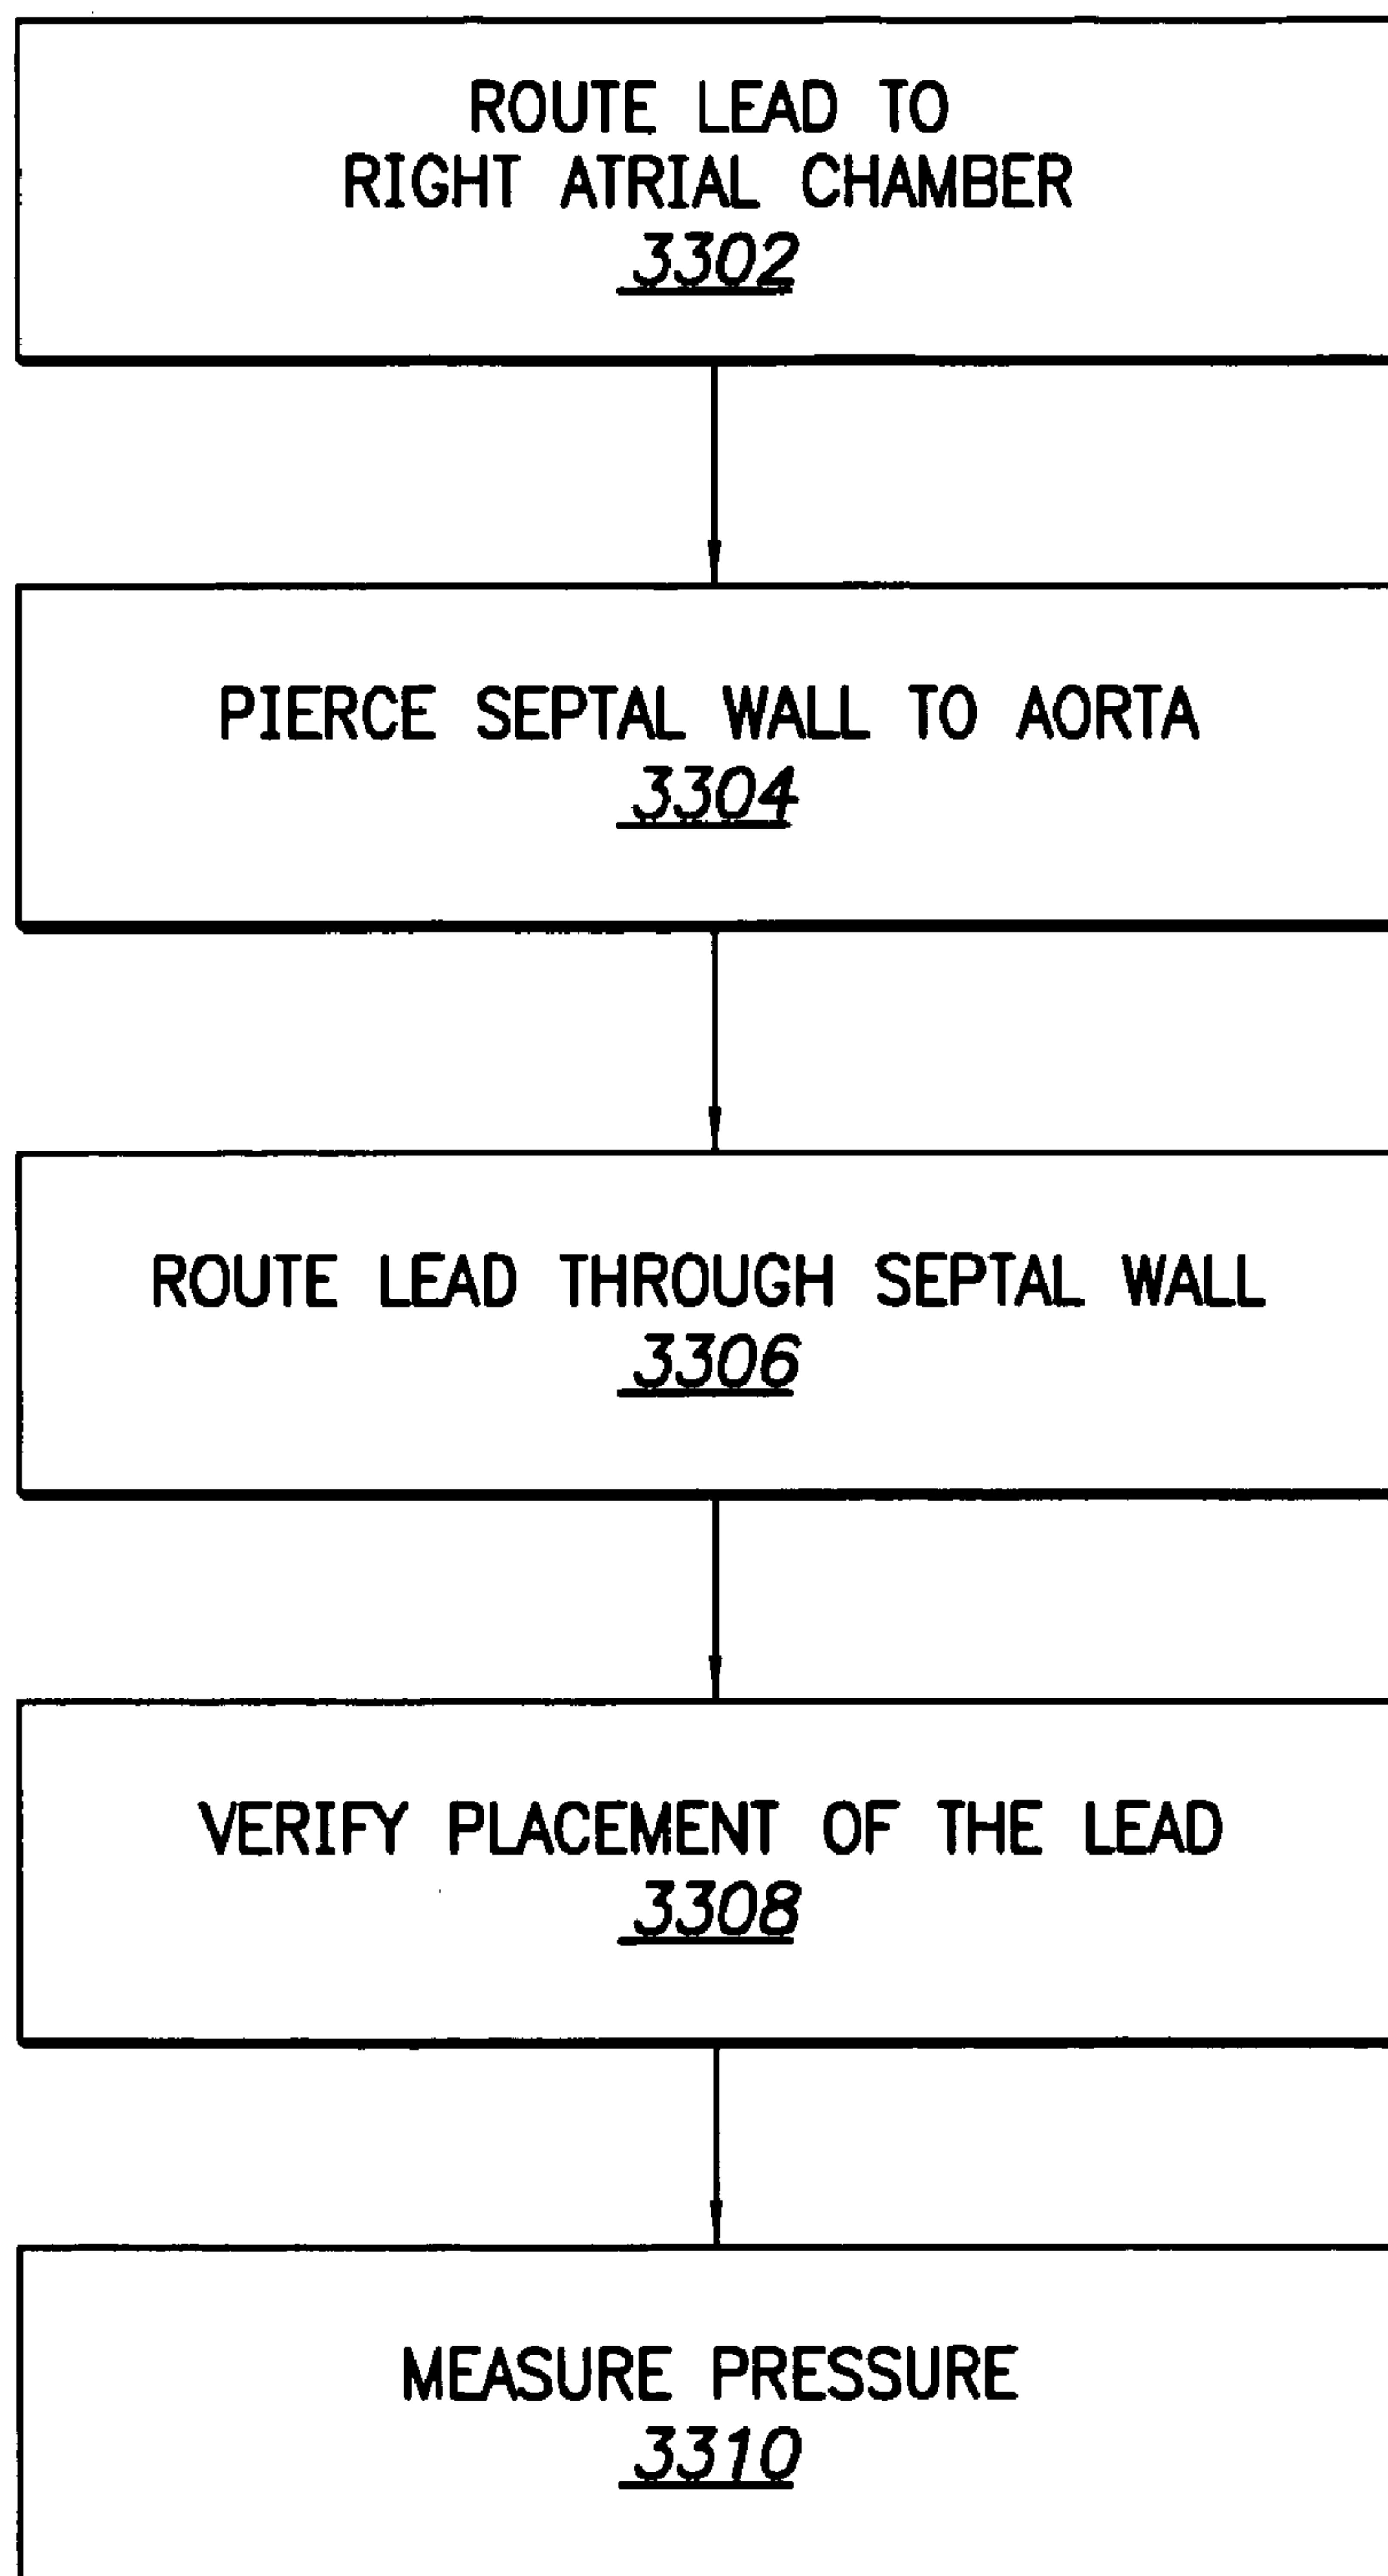 ROUTE LEAD TO
RIGHT ATRIAL CHAMBER
3302
PIERCE SEPTAL WALL TO AORTA
3304
ROUTE LEAD THROUGH SEPTAL WALL
3306
VERIFY PLACEMENT OF THE LEAD
3308
MEASURE PRESSURE
3310